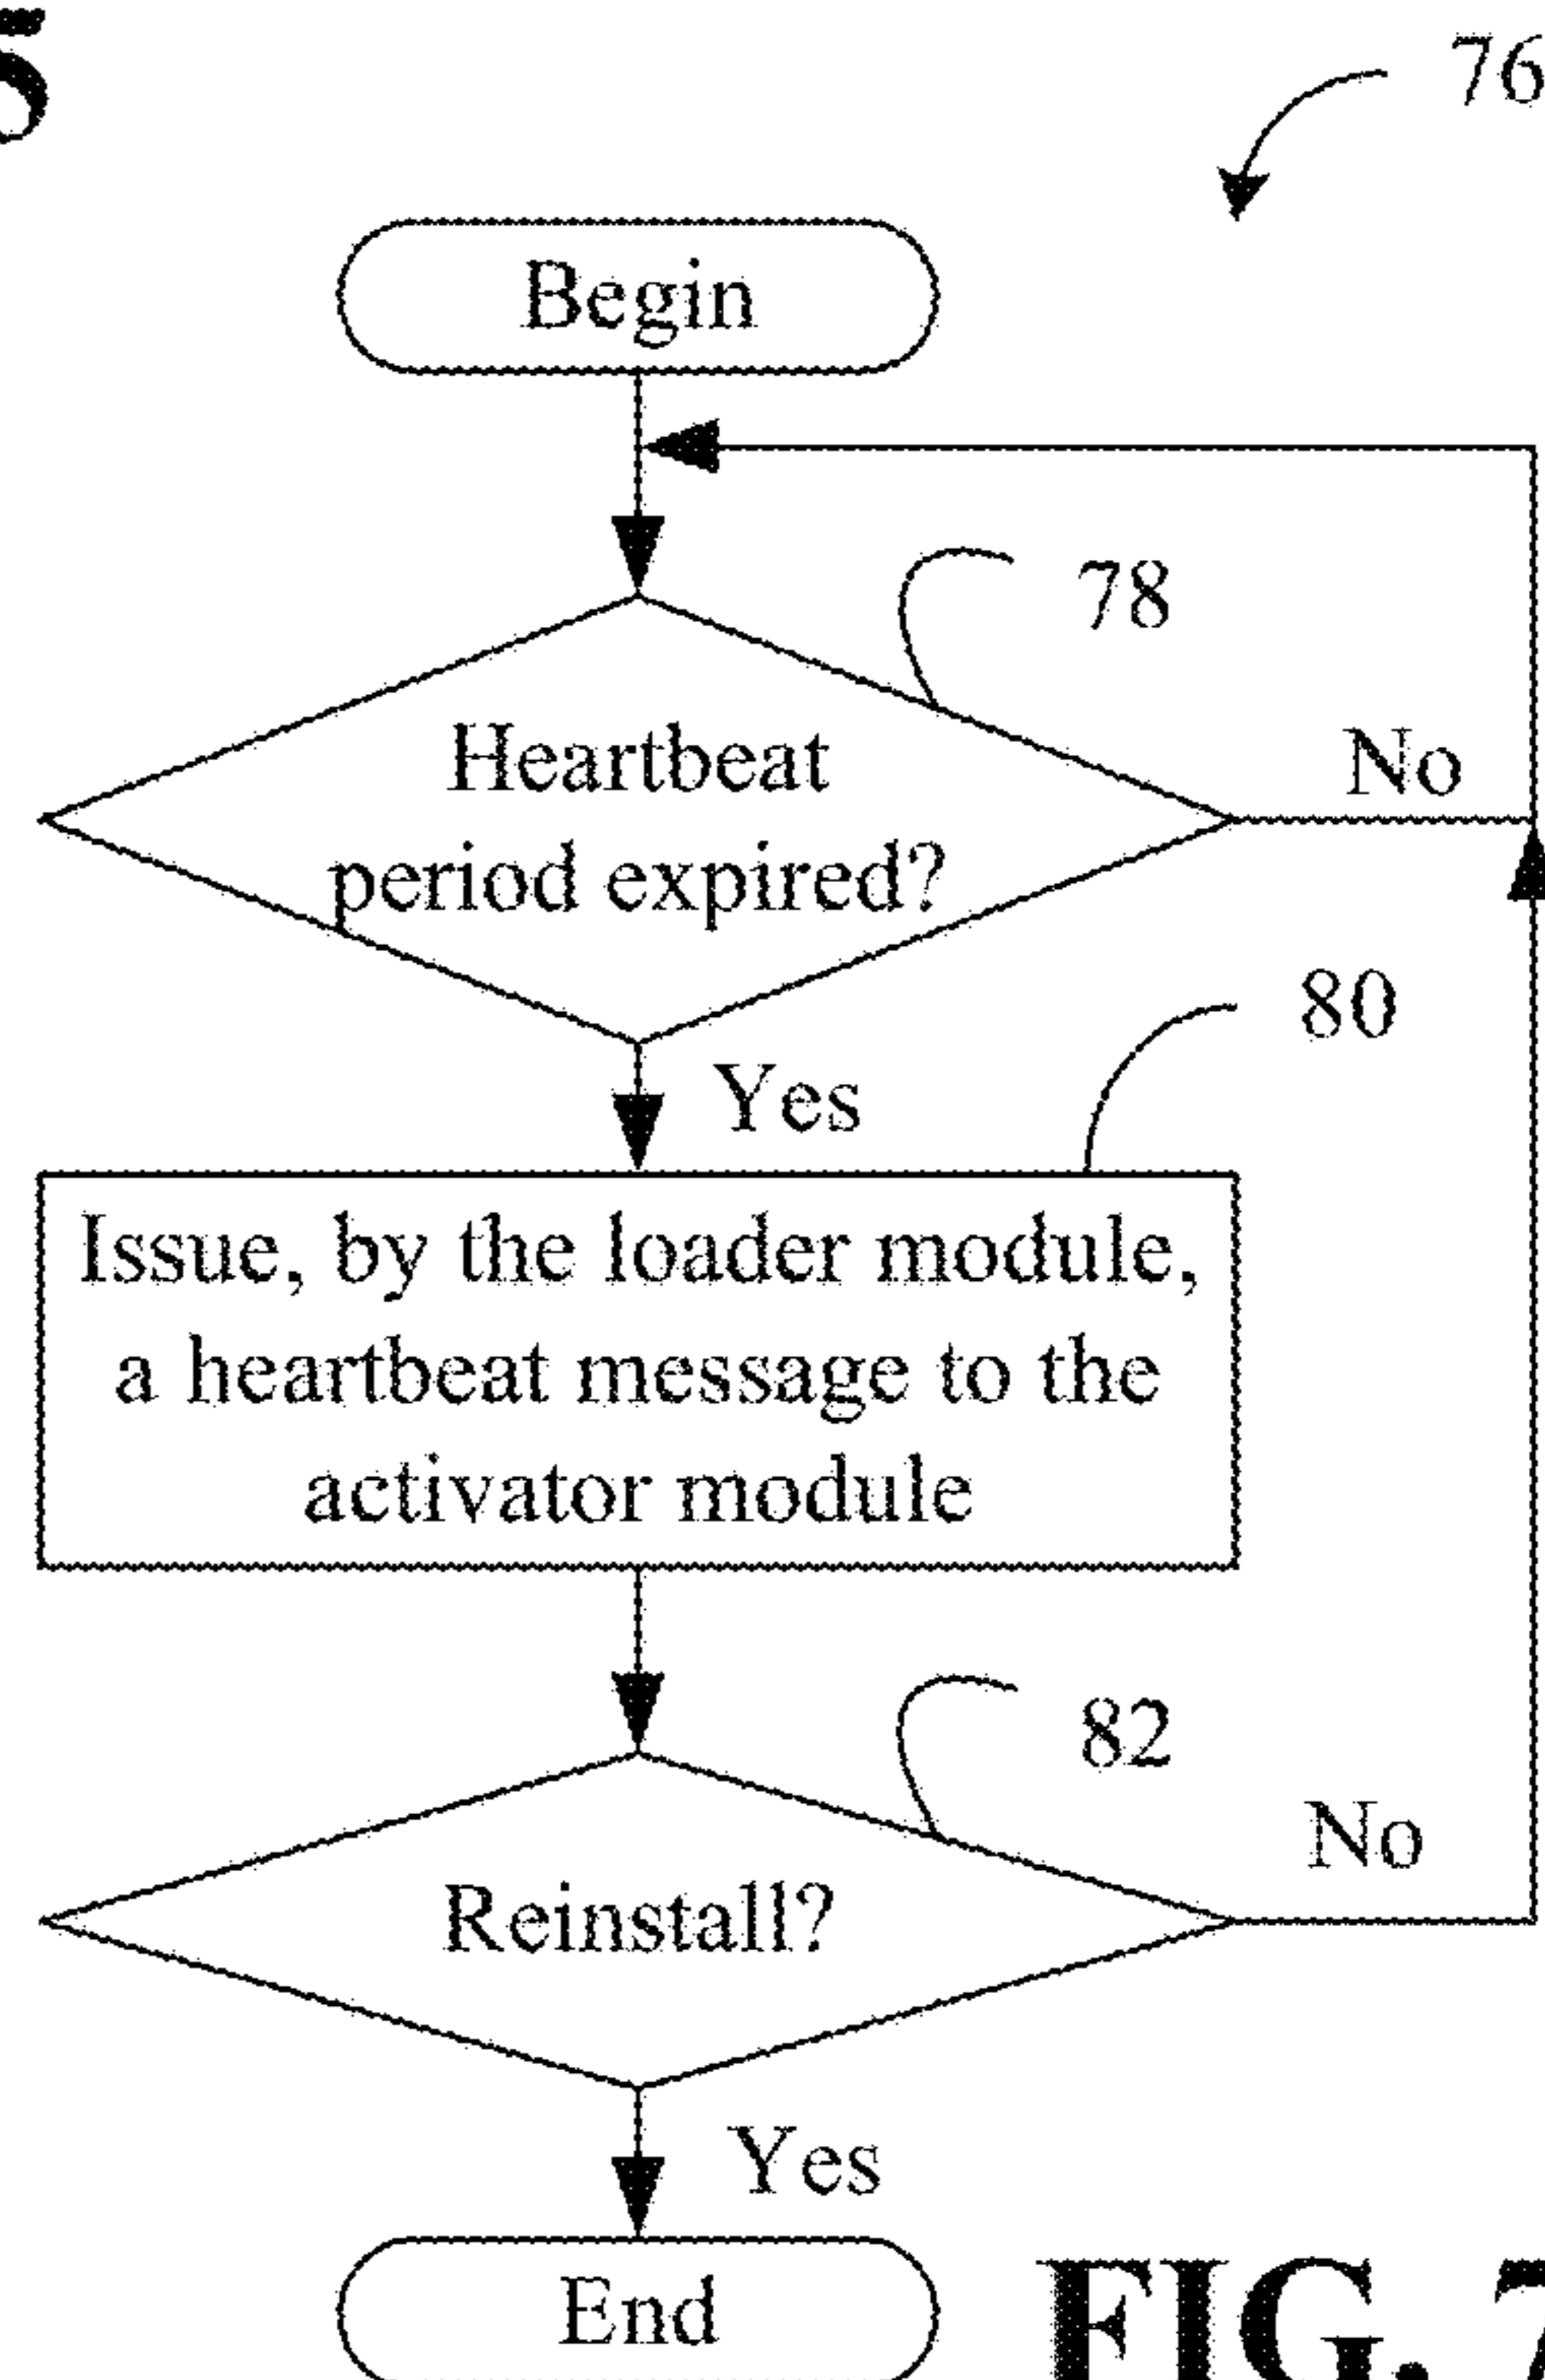 5
76
Begin
78
Heartbeat
period expired?
No
Yes
80
Issue, by the loader module,
a heartbeat message to the
activator module
82
Reinstall?
No
Yes
End
FIG. 7